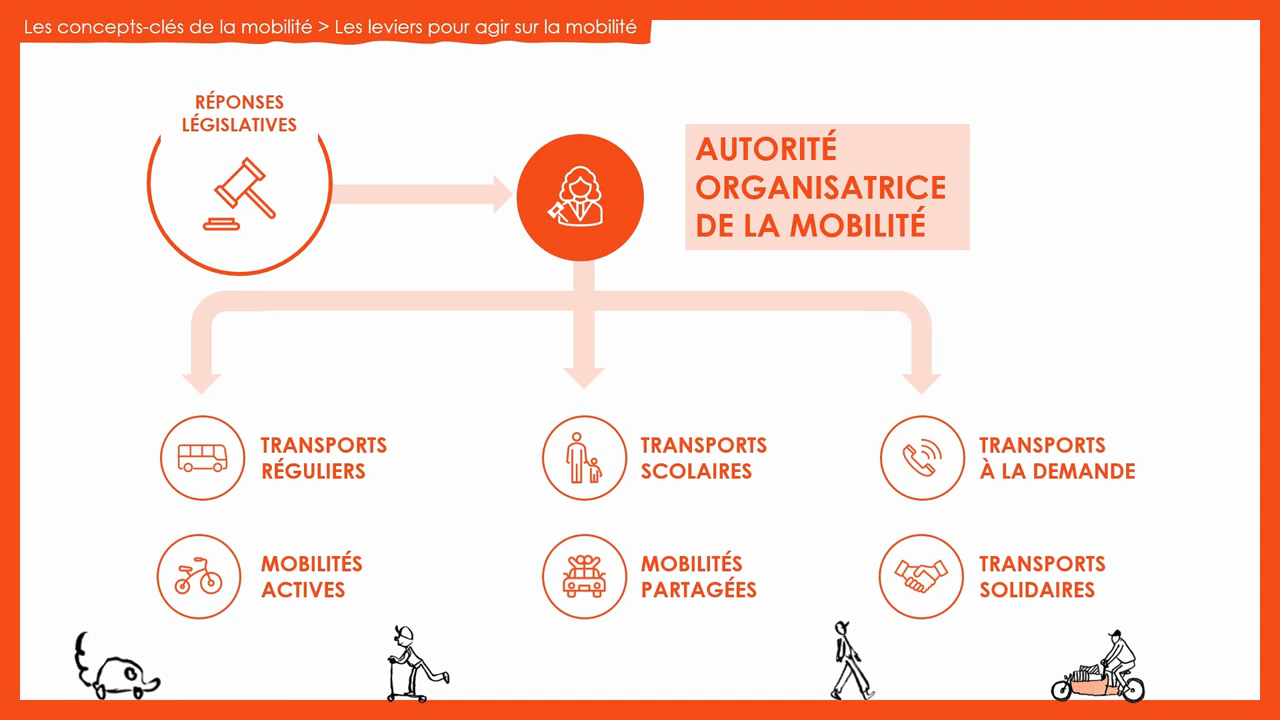 Les concepts-clés de la mobilité > Les leviers pour agir sur la mobilité
RÉPONSES
LÉGISLATIVES
AUTORITÉ
ORGANISATRICE
DE LA MOBILITÉ
TRANSPORTS
RÉGULIERS
TRANSPORTS
SCOLAIRES
TRANSPORTS
À LA DEMANDE
MOBILITÉS
ACTIVES
MOBILITÉS
PARTAGÉES
TRANSPORTS
SOLIDAIRES